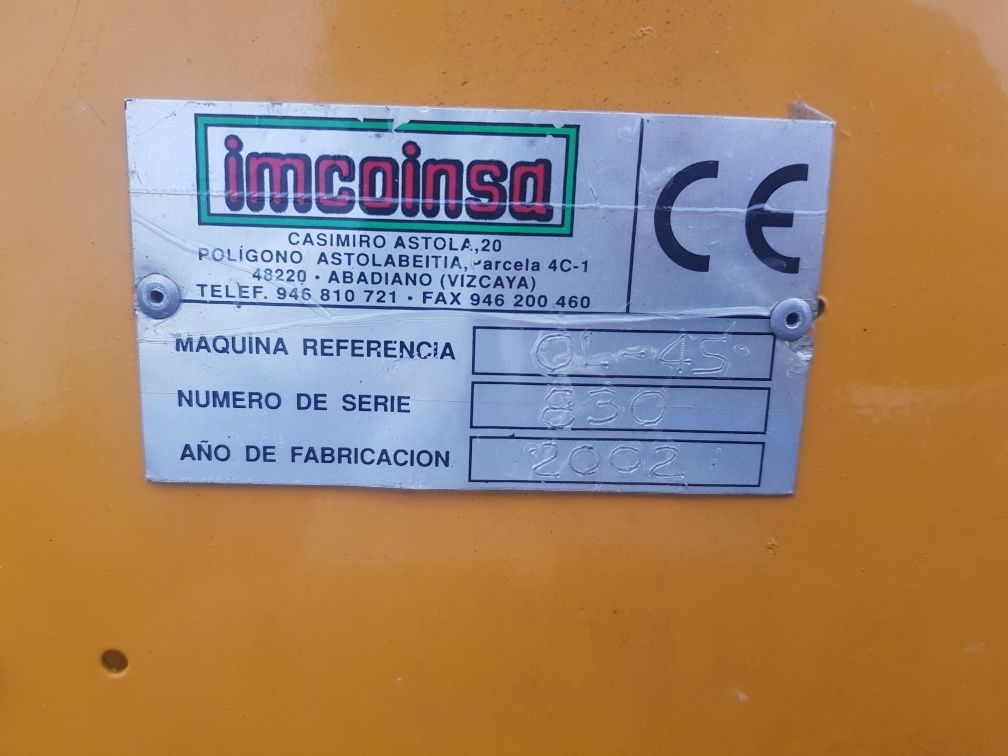 imcoinsa
CASIMIRO ASTOLA,20
POLÍGONO ASTOLABEITIA, Parcela 4C-1
48220 · ABADIANO (VIZCAYA)
TELEF. 946 810 721 · FAX 946 200 460
CE
MAQUINA REFERENCIA OL-45
NUMERO DE SERIE 830
AÑO DE FABRICACION 2002